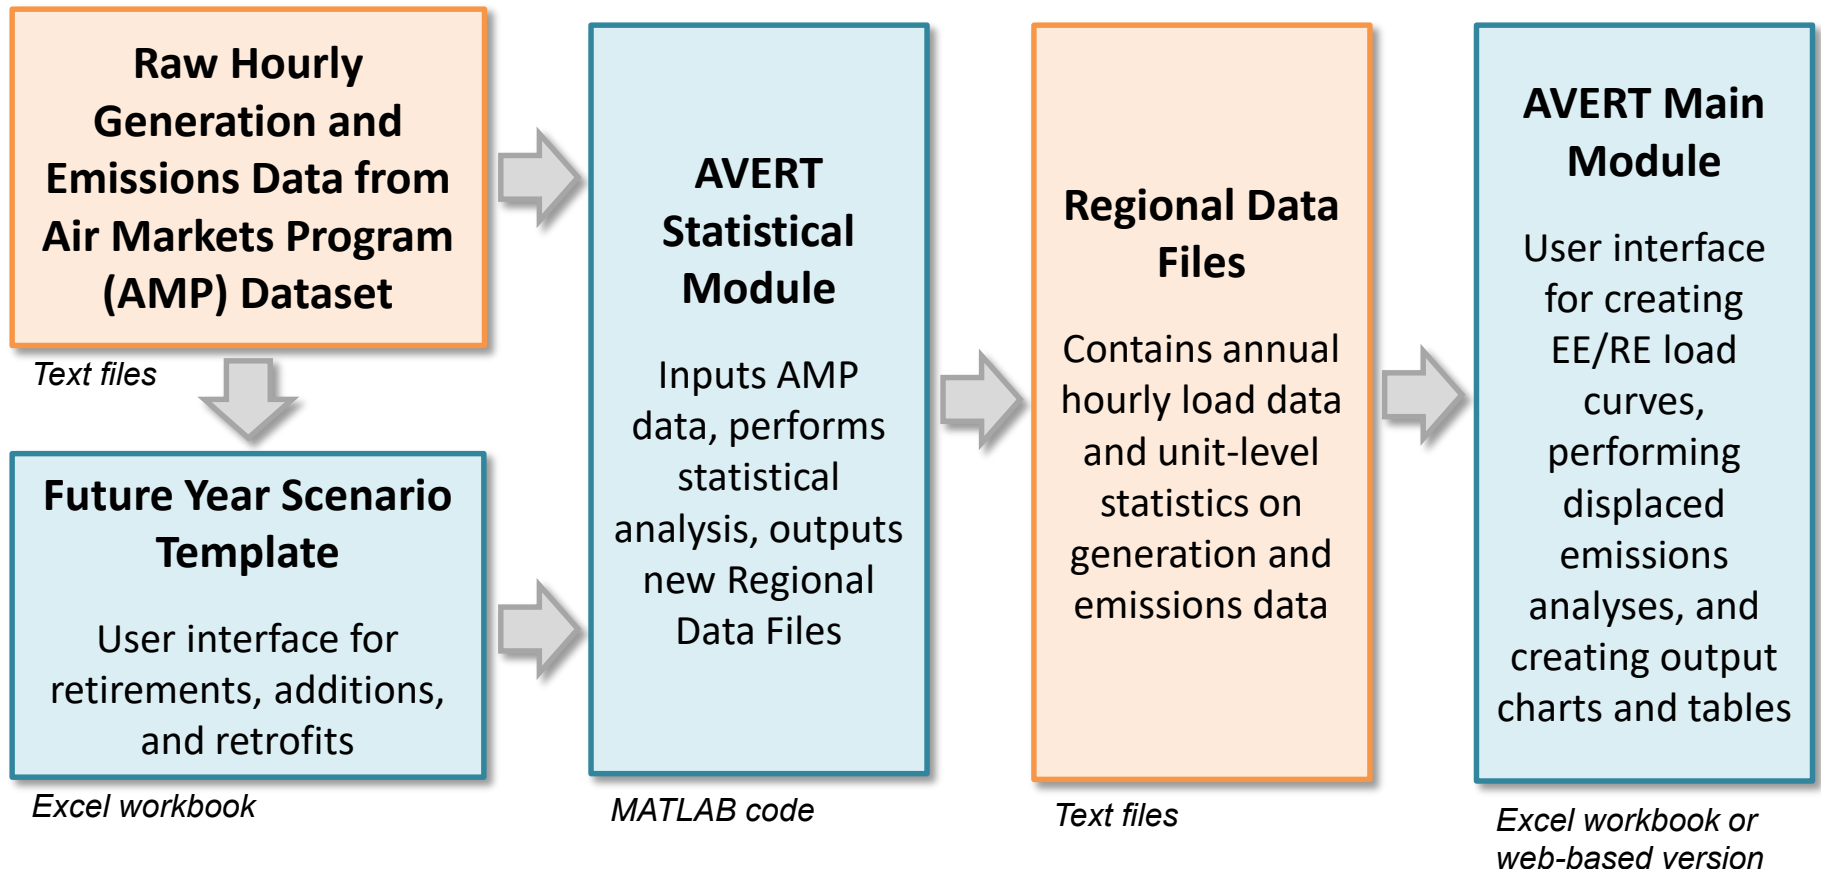 Raw Hourly
Generation and
Emissions Data from
Air Markets Program
(AMP) Dataset
Text files
Future Year Scenario
Template
User interface for
retirements, additions,
and retrofits
Excel workbook
AVERT
Statistical
Module
Inputs AMP
data, performs
statistical
analysis, outputs
new Regional
Data Files
MATLAB code
Regional Data
Files
Contains annual
hourly load data
and unit-level
statistics on
generation and
emissions data
Text files
AVERT Main
Module
User interface
for creating
EE/RE load
curves,
performing
displaced
emissions
analyses, and
creating output
charts and tables
Excel workbook or
web-based version